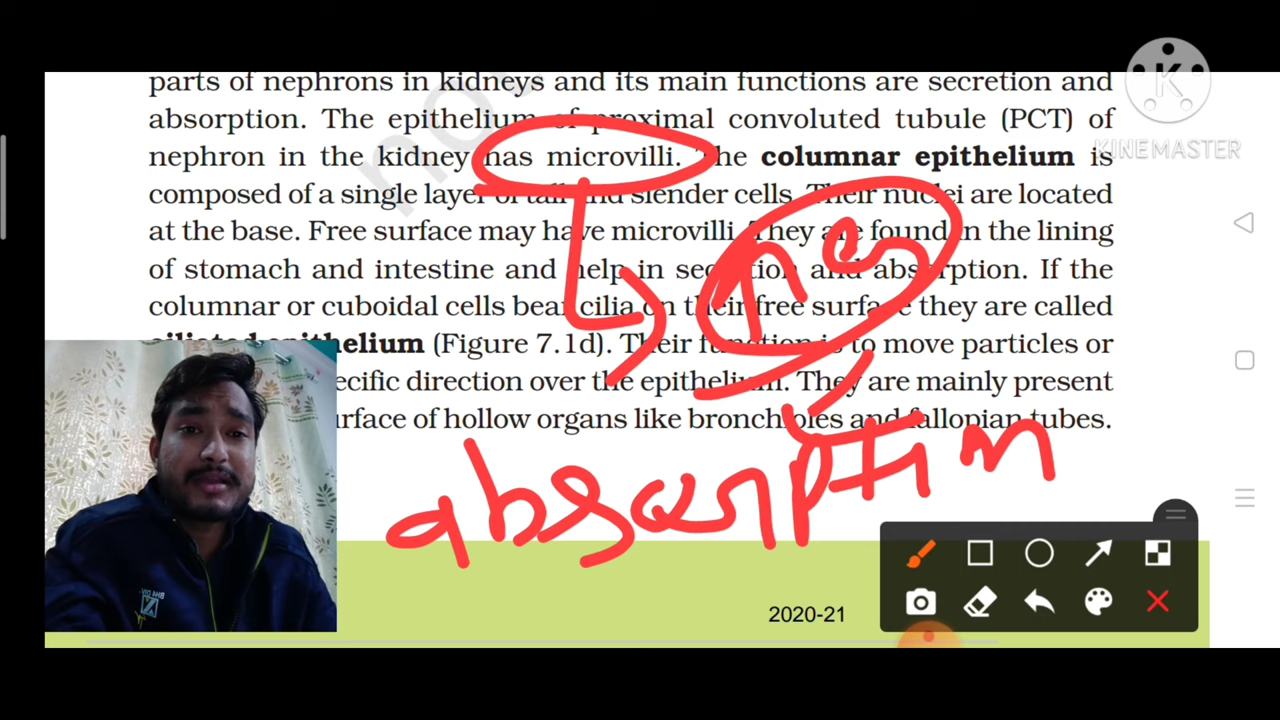 parts of nephrons in kidneys and its main functions are secretion and
absorption. The epithelium of proximal convoluted tubule (PCT) of
nephron in the kidney has microvilli. The columnar epithelium is
composed of a single layer of tall and slender cells. Their nuclei are located
at the base. Free surface may have microvilli. They are found in the lining
of stomach and intestine and help in secretion and absorption. If the
columnar or cuboidal cells bear cilia on their free surface they are called
ciliated epithelium (Figure 7.1d). Their function is to move particles or
ecific direction over the epithelium. They are mainly present
urface of hollow organs like bronchioles and fallopian tubes.
2020-21
KINEMASTER
no